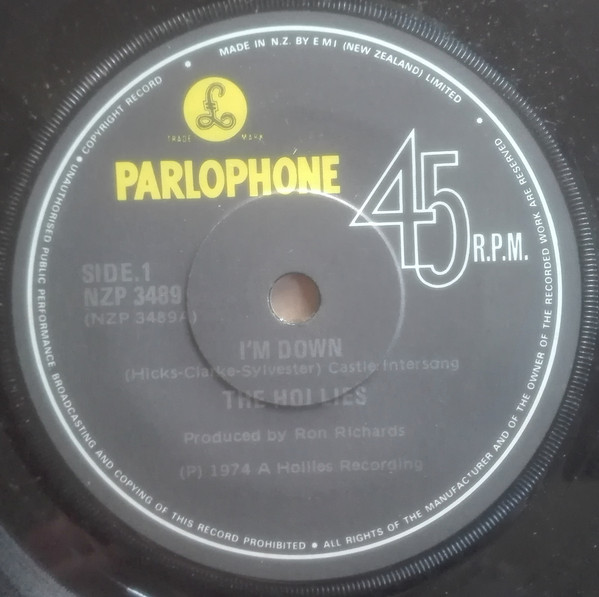 MADE IN N.Z. BY E M I (NEW ZEALAND) LIMITED
● ALL RIGHTS OF THE MANUFACTURER AND OF THE OWNER OF THE RECORDED WORK ARE RESERVED ●
UNAUTHORISED PUBLIC PERFORMANCE BROADCASTING AND COPYING OF THIS RECORD PROHIBITED
● COPYRIGHT RECORD ●
£
TRADE MARK
PARLOPHONE
45 R.P.M.
SIDE.1
NZP 3489
(NZP 3489A)
I'M DOWN
(Hicks-Clarke-Sylvester) Castle Intersong
THE HOLLIES
Produced by Ron Richards
(P) 1974 A Hollies Recording